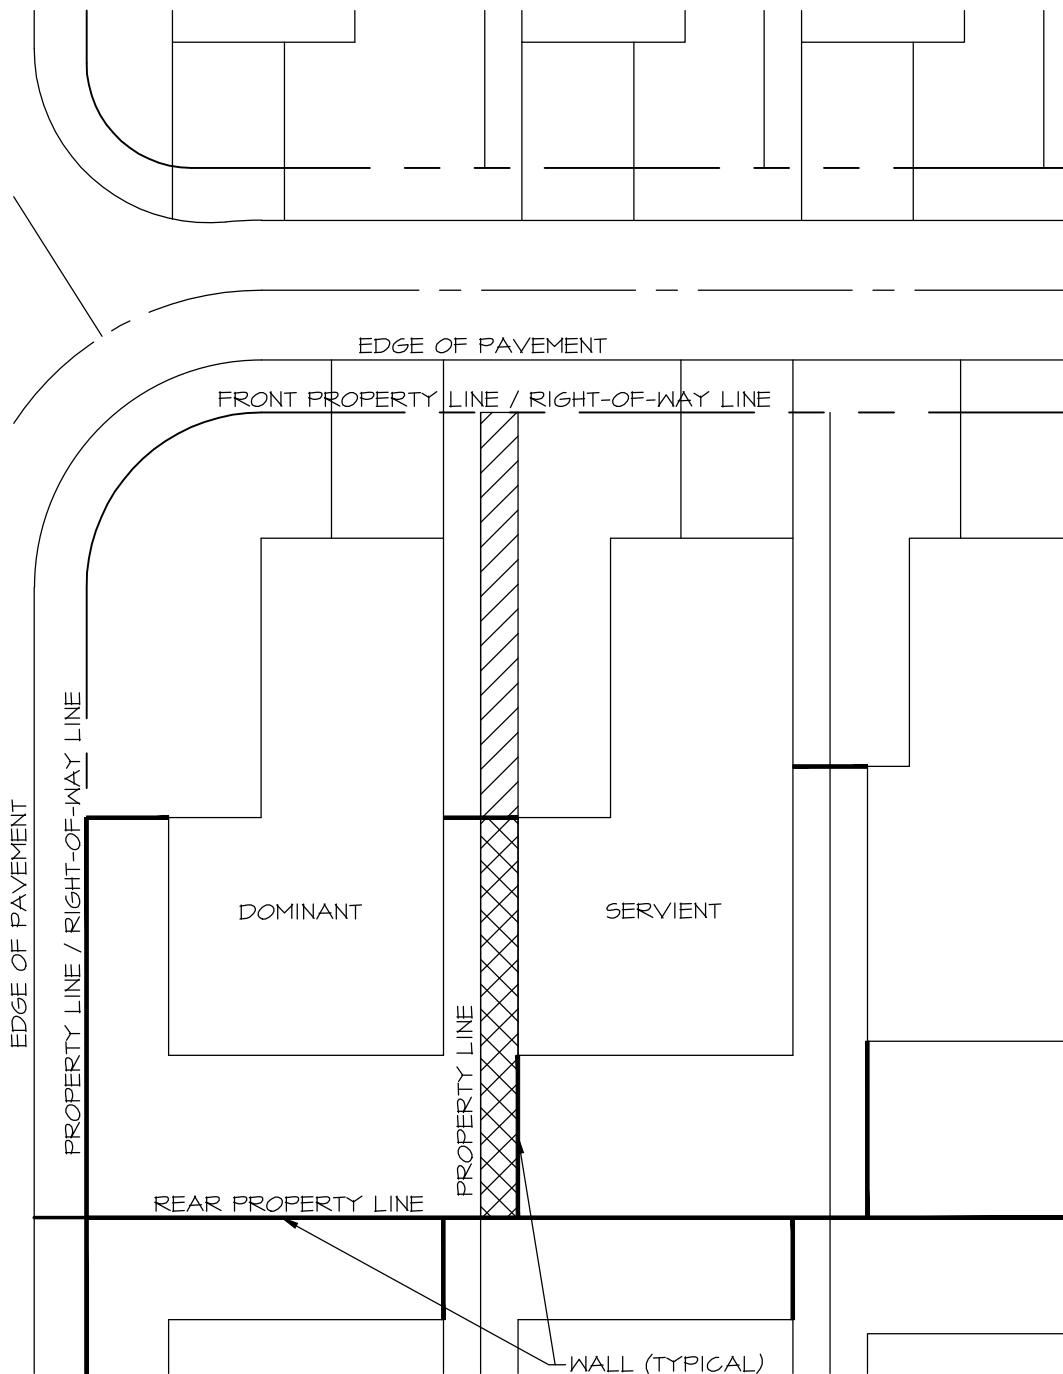 EDGE OF PAVEMENT
FRONT PROPERTY LINE / RIGHT-OF-WAY LINE
EDGE OF PAVEMENT
PROPERTY LINE / RIGHT-OF-WAY LINE
DOMINANT
SERVIENT
PROPERTY LINE
REAR PROPERTY LINE
WALL (TYPICAL)